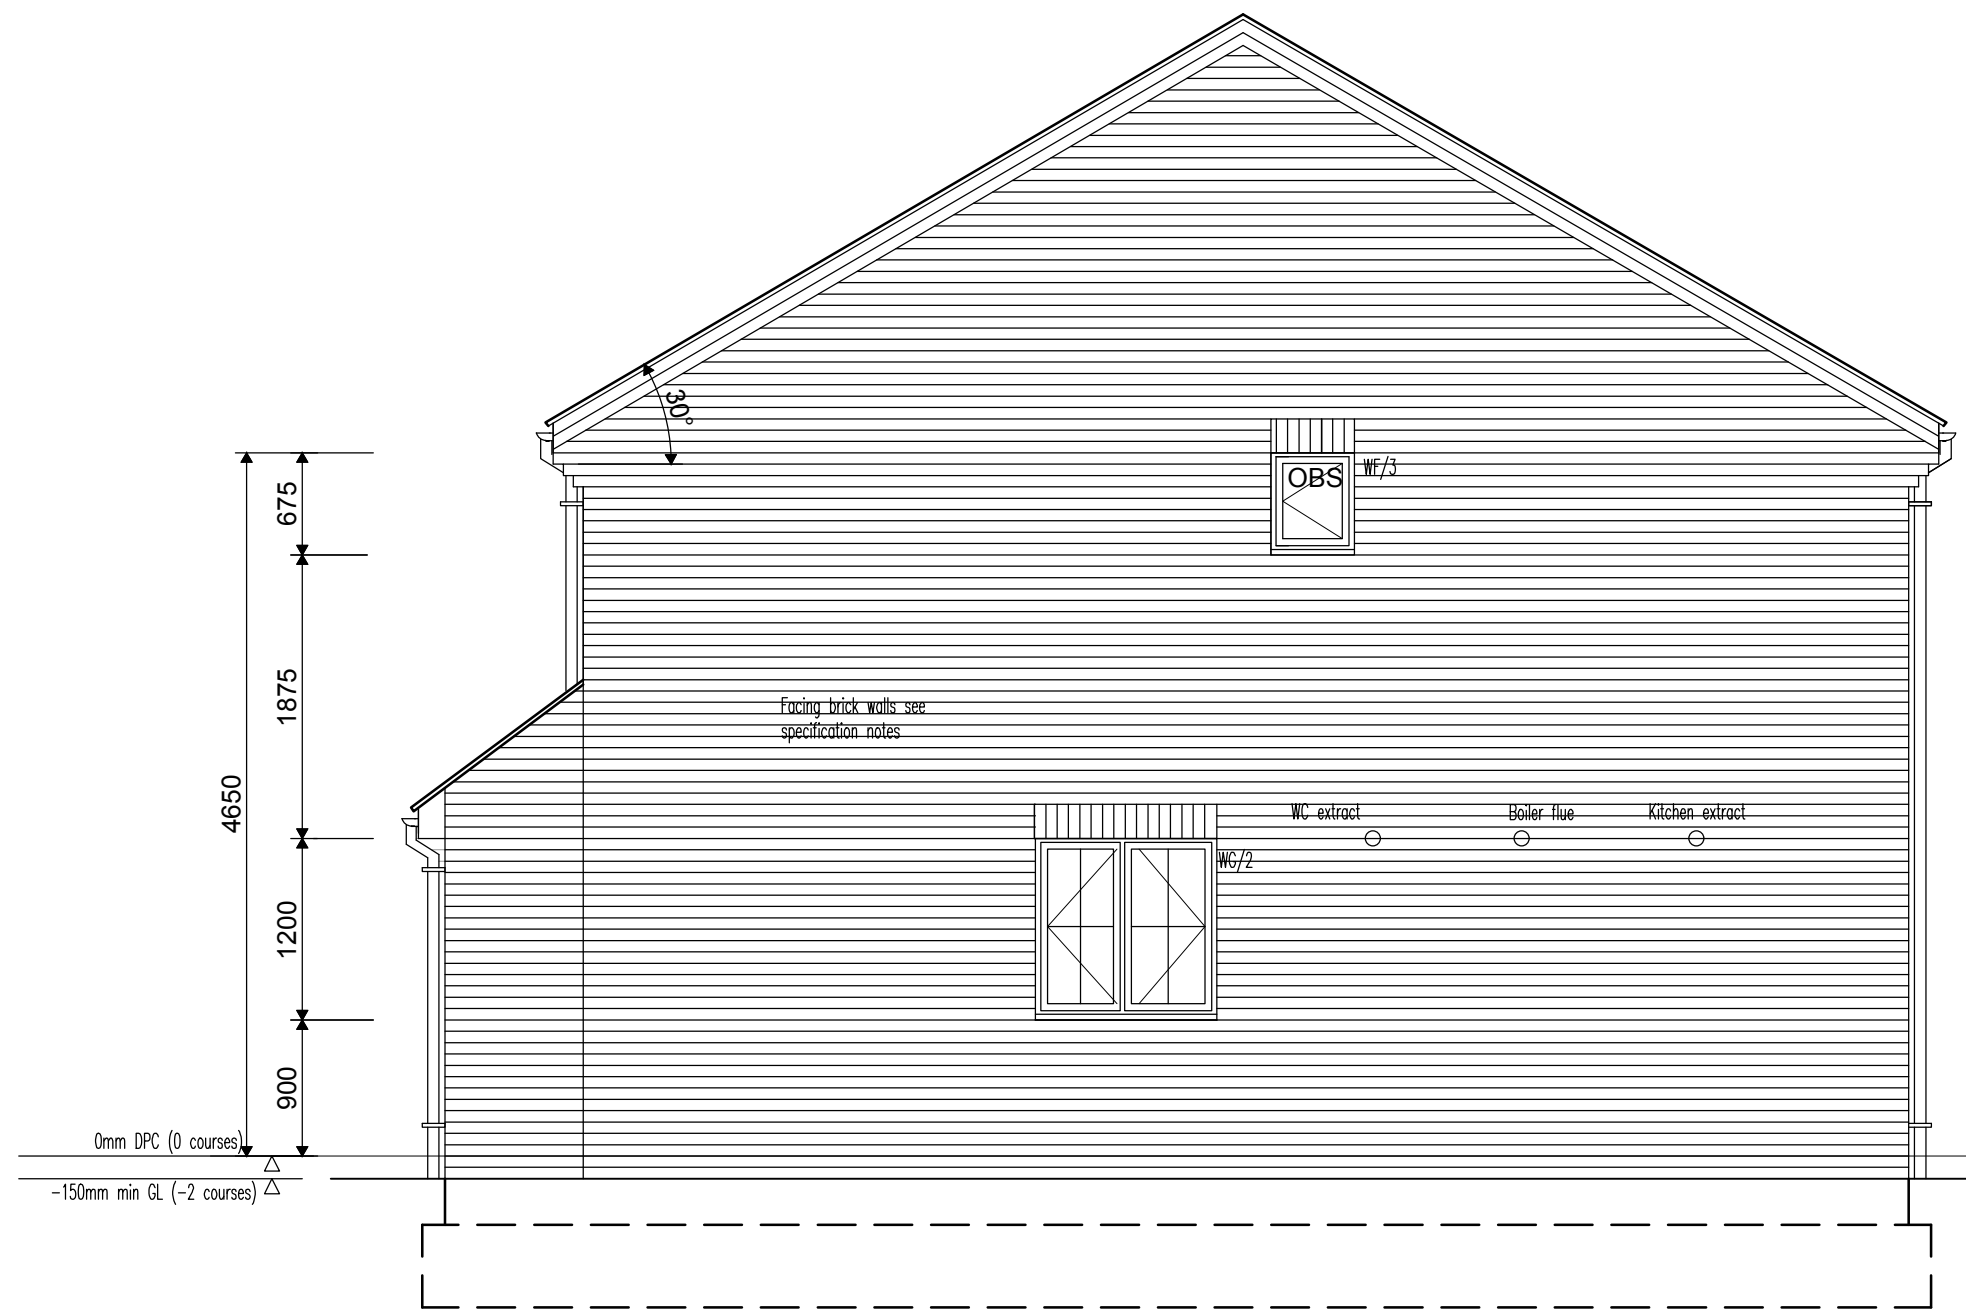 30°
675
OBS
WF/3
1875
Facing brick walls see
specification notes
4650
WC extract
Boiler flue
Kitchen extract
WG/2
1200
900
0mm DPC (0 courses)
-150mm min GL (-2 courses)